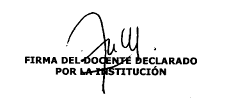 FIRMA DEL DOCENTE DECLARADO
POR LA INSTITUCIÓN